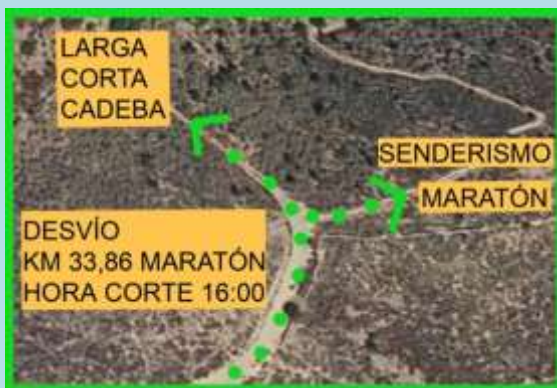 LARGA
CORTA
CADEBA
SENDERISMO
MARATÓN
DESVÍO
KM 33,86 MARATÓN
HORA CORTE 16:00